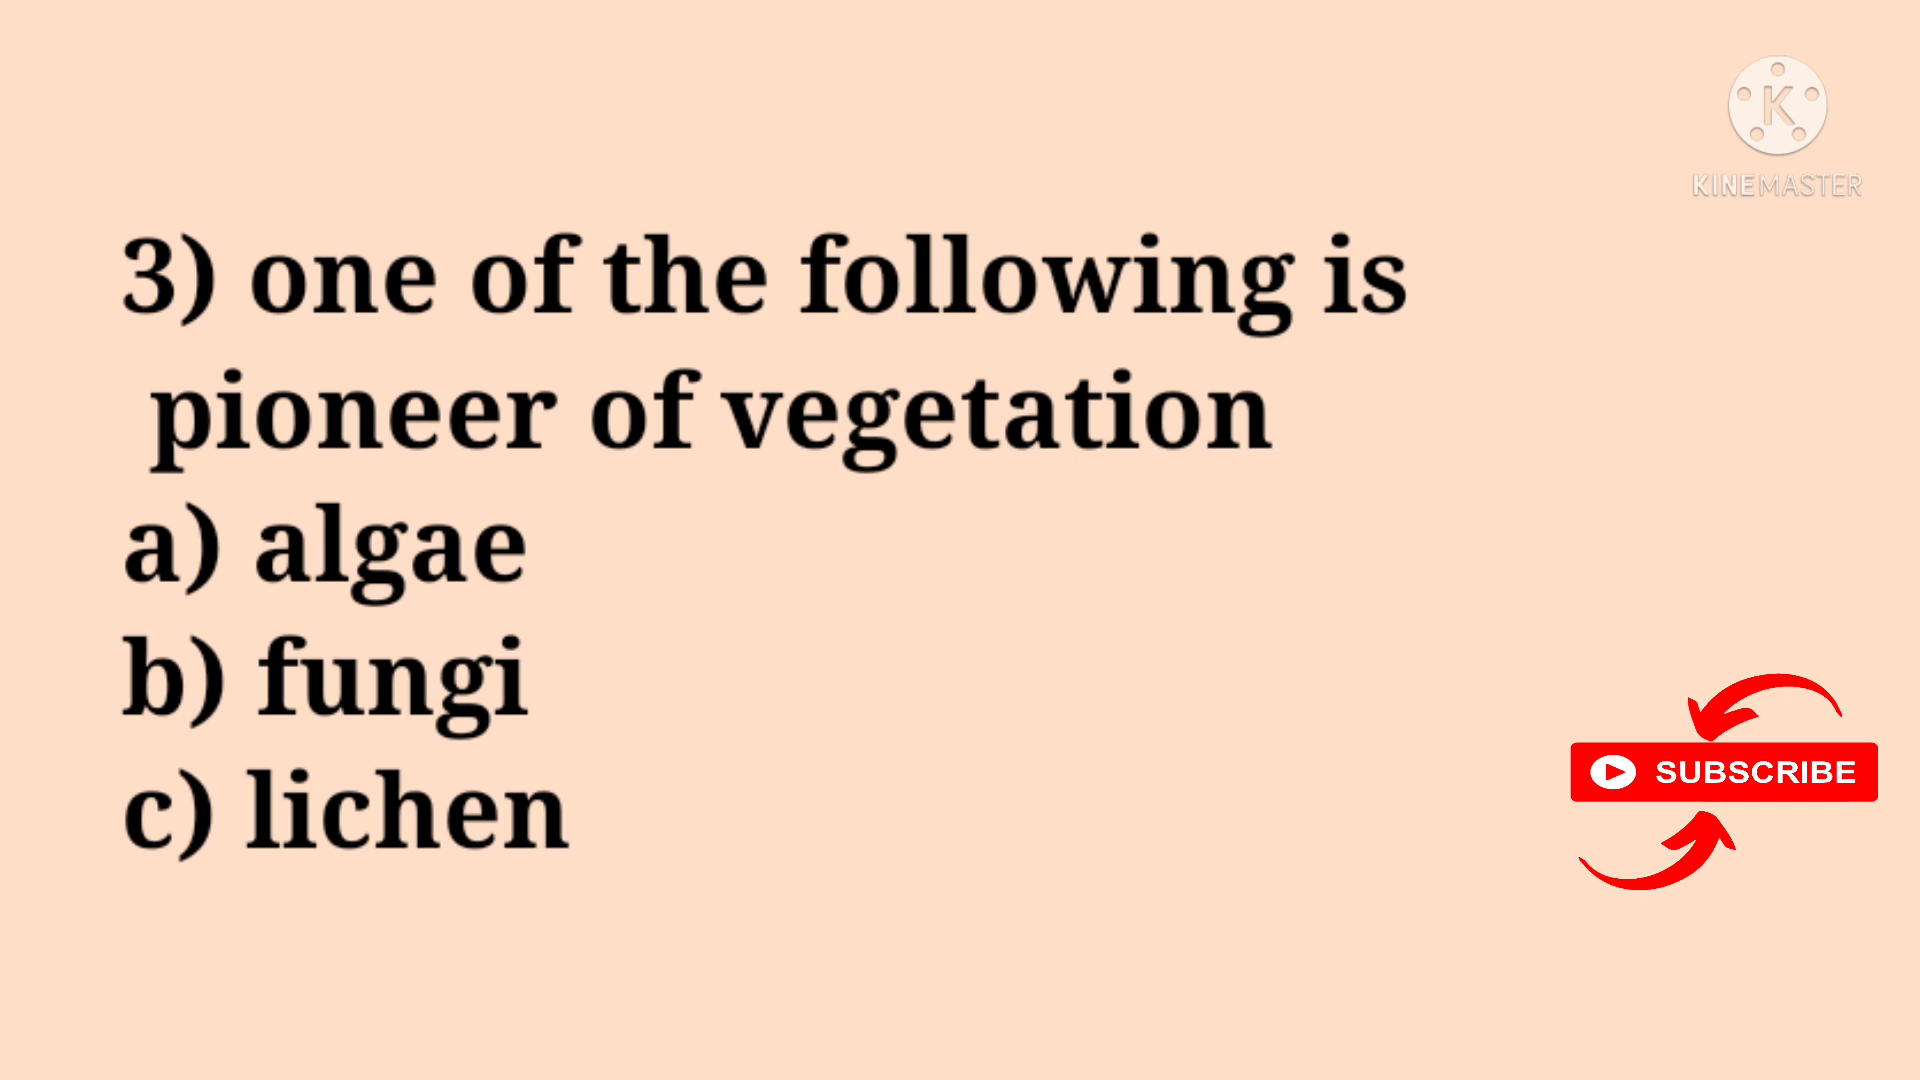 K
KINEMASTER
3) one of the following is
pioneer of vegetation
a) algae
b) fungi
c) lichen
SUBSCRIBE